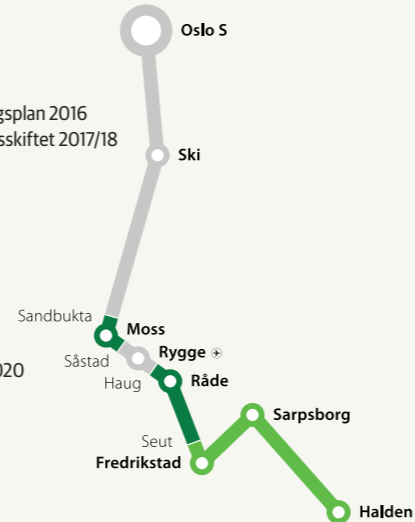 Oslo S
gsplan 2016
sskiftet 2017/18
Ski
Sandbukta
Moss
Rygge
Såstad
020
Haug
Råde
Sarpsborg
Seut
Fredrikstad
Halden